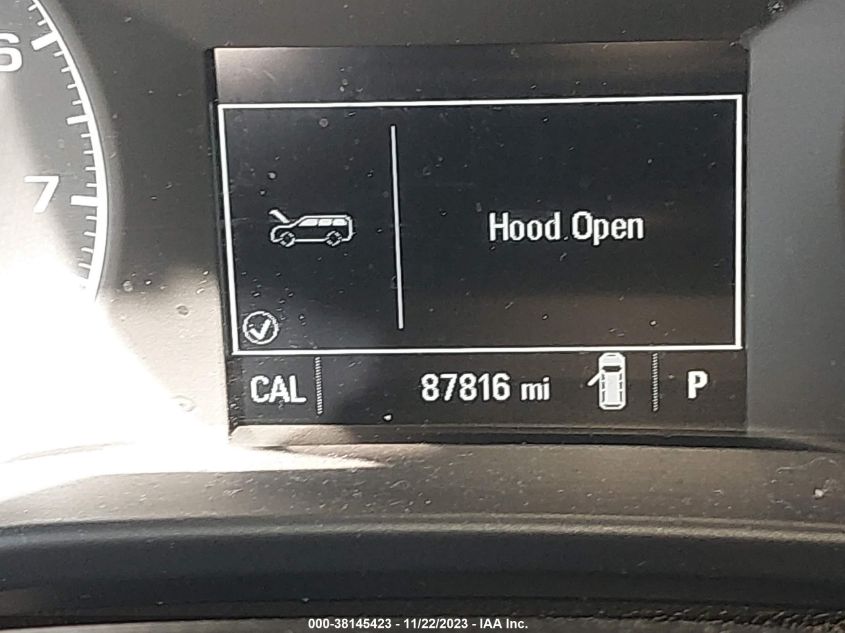 6
7
Hood Open
CAL
87816 mi
P
000-38145423 - 11/22/2023 - IAA Inc.